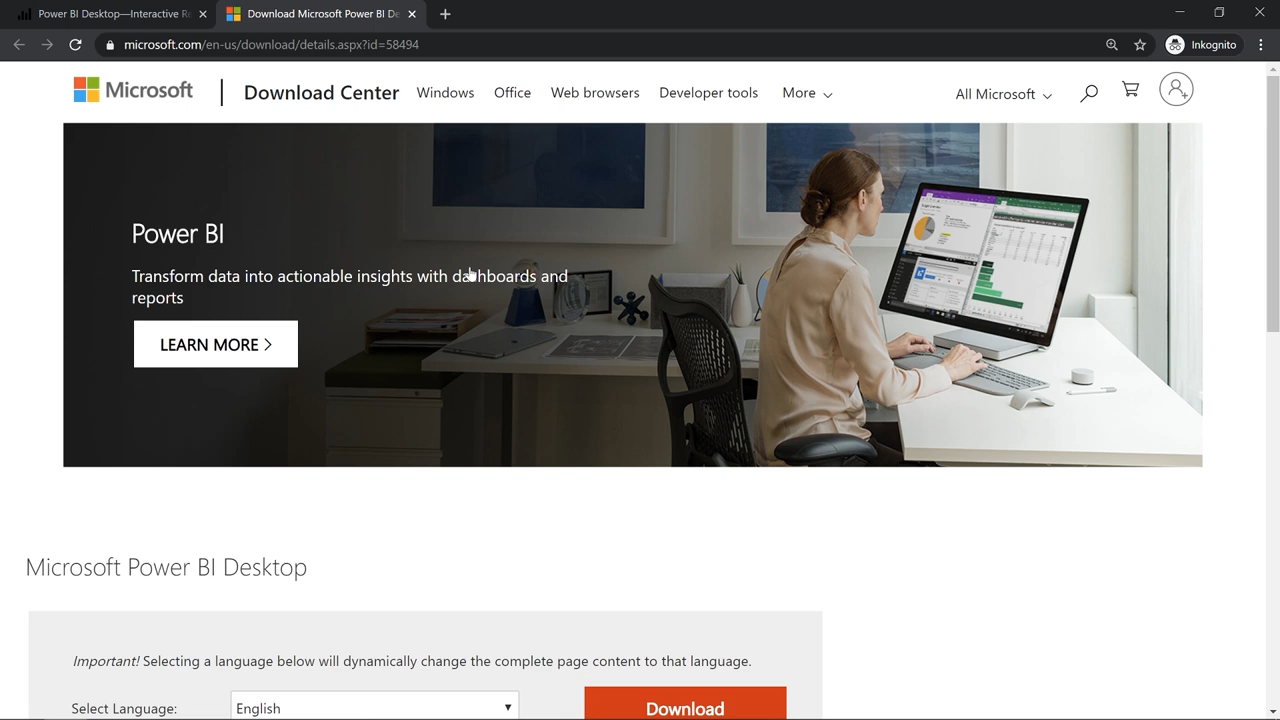 Power BI Desktop—Interactive Re
Download Microsoft Power BI De
microsoft.com/en-us/download/details.aspx?id=58494
Inkognito
Microsoft
Download Center
Windows
Office
Web browsers
Developer tools
More
All Microsoft
Power BI
Transform data into actionable insights with dashboards and
reports
LEARN MORE >
Microsoft Power BI Desktop
Important! Selecting a language below will dynamically change the complete page content to that language.
Select Language:
English
Download